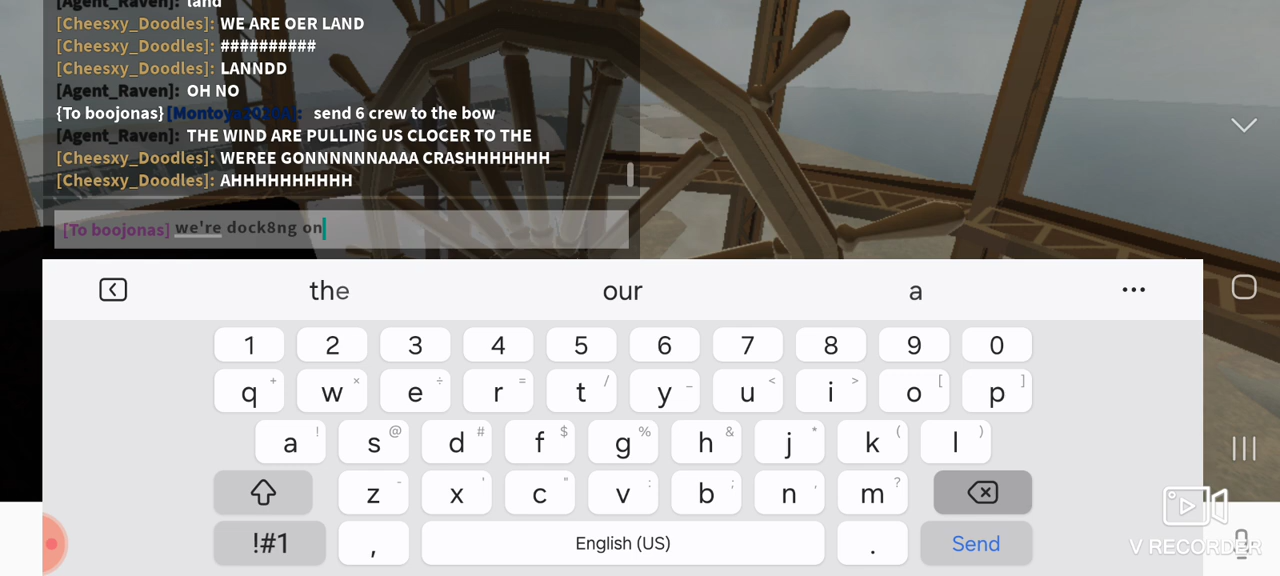 [Agent_Raven]: land
[Cheesxy_Doodles]: WE ARE OER LAND
[Cheesxy_Doodles]: ##########
[Cheesxy_Doodles]: LANNDD
[Agent_Raven]: OH NO
{To boojonas} send 6 crew to the bow
[Agent_Raven]: THE WIND ARE PULLING US CLOCER TO THE
[Cheesxy_Doodles]: WEREE GONNNNNNAAAA CRASHHHHHHH
[Cheesxy_Doodles]: AHHHHHHHHHH
[To boojonas] we're dock8ng on
the our a ...
1 2 3 4 5 6 7 8 9 0
q + w × e ÷ r = t / y _ u < i > o [ p ]
a ! s @ d # f $ g % h & j * k ( l )
z - x ' c " v : b ; n , m ?
!#1 , English (US) . Send
V RECORDER